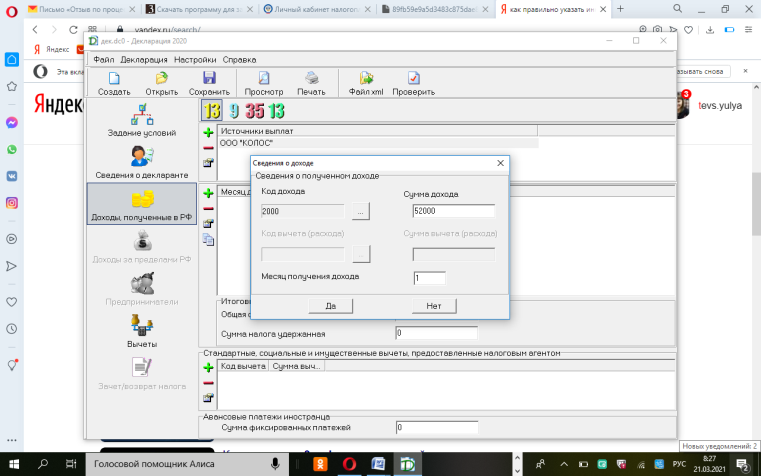 Письмо «Отзыв по проце
Скачать программу для за
Личный кабинет налогопл
89fb59e9a5d3483c875dae
как правильно указать ин
yandex.ru/search/
Яндекс
дек.dc0 - Декларация 2020
Файл Декларация Настройки Справка
Эта вкл
азывать снова
Создать Открыть Сохранить Просмотр Печать Файл xml Проверить
Яндекс
13 9 35 13
3
tevs.yulya
Задание условий
Сведения о декларанте
Доходы, полученные в РФ
Доходы за пределами РФ
Предприниматели
Вычеты
Зачет/возврат налога
Источники выплат
ООО "КОЛОС"
Месяц
Сведения о доходе
Сведения о полученном доходе
Код дохода
Сумма дохода
2000 ... 52000
Код вычета (расхода)
Сумма вычета (расхода)
Месяц получения дохода 1
Да Нет
Общая
Сумма налога удержанная 0
Стандартные, социальные и имущественные вычеты, предоставленные налоговым агентом
Код вычета Сумма выч...
Авансовые платежи иностранца
Сумма фиксированных платежей 0
Новых уведомлений: 2
Голосовой помощник Алиса
РУС
8:27
21.03.2021